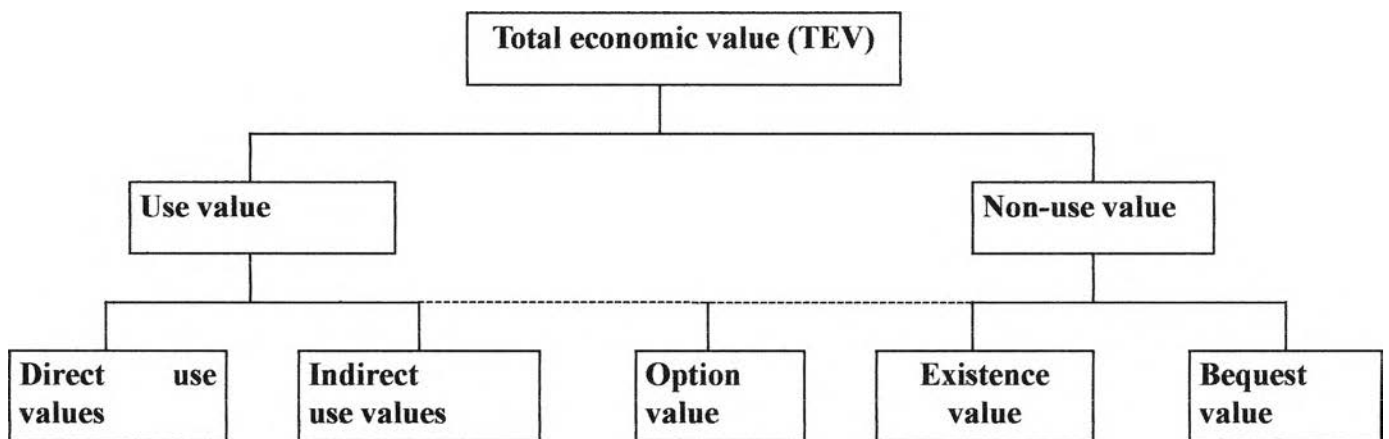 Total economic value (TEV)
Use value
Non-use value
Direct use
values
Indirect
use values
Option
value
Existence
value
Bequest
value